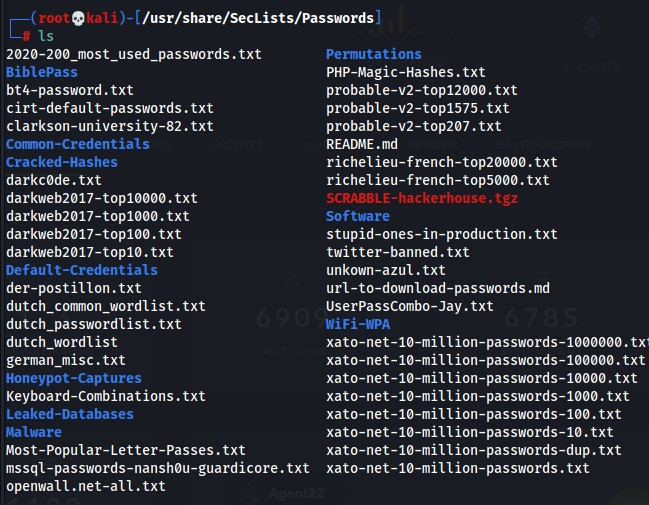 ┌──(root💀kali)-[/usr/share/SecLists/Passwords]
└─# ls
2020-200_most_used_passwords.txt Permutations
BiblePass PHP-Magic-Hashes.txt
bt4-password.txt probable-v2-top12000.txt
cirt-default-passwords.txt probable-v2-top1575.txt
clarkson-university-82.txt probable-v2-top207.txt
Common-Credentials README.md
Cracked-Hashes richelieu-french-top20000.txt
darkc0de.txt richelieu-french-top5000.txt
darkweb2017-top10000.txt SCRABBLE-hackerhouse.tgz
darkweb2017-top1000.txt Software
darkweb2017-top100.txt stupid-ones-in-production.txt
darkweb2017-top10.txt twitter-banned.txt
Default-Credentials unkown-azul.txt
der-postillon.txt url-to-download-passwords.md
dutch_common_wordlist.txt UserPassCombo-Jay.txt
dutch_passwordlist.txt WiFi-WPA
dutch_wordlist xato-net-10-million-passwords-1000000.txt
german_misc.txt xato-net-10-million-passwords-100000.txt
Honeypot-Captures xato-net-10-million-passwords-10000.txt
Keyboard-Combinations.txt xato-net-10-million-passwords-1000.txt
Leaked-Databases xato-net-10-million-passwords-100.txt
Malware xato-net-10-million-passwords-10.txt
Most-Popular-Letter-Passes.txt xato-net-10-million-passwords-dup.txt
mssql-passwords-nansh0u-guardicore.txt xato-net-10-million-passwords.txt
openwall.net-all.txt
6909 6785
Agent22